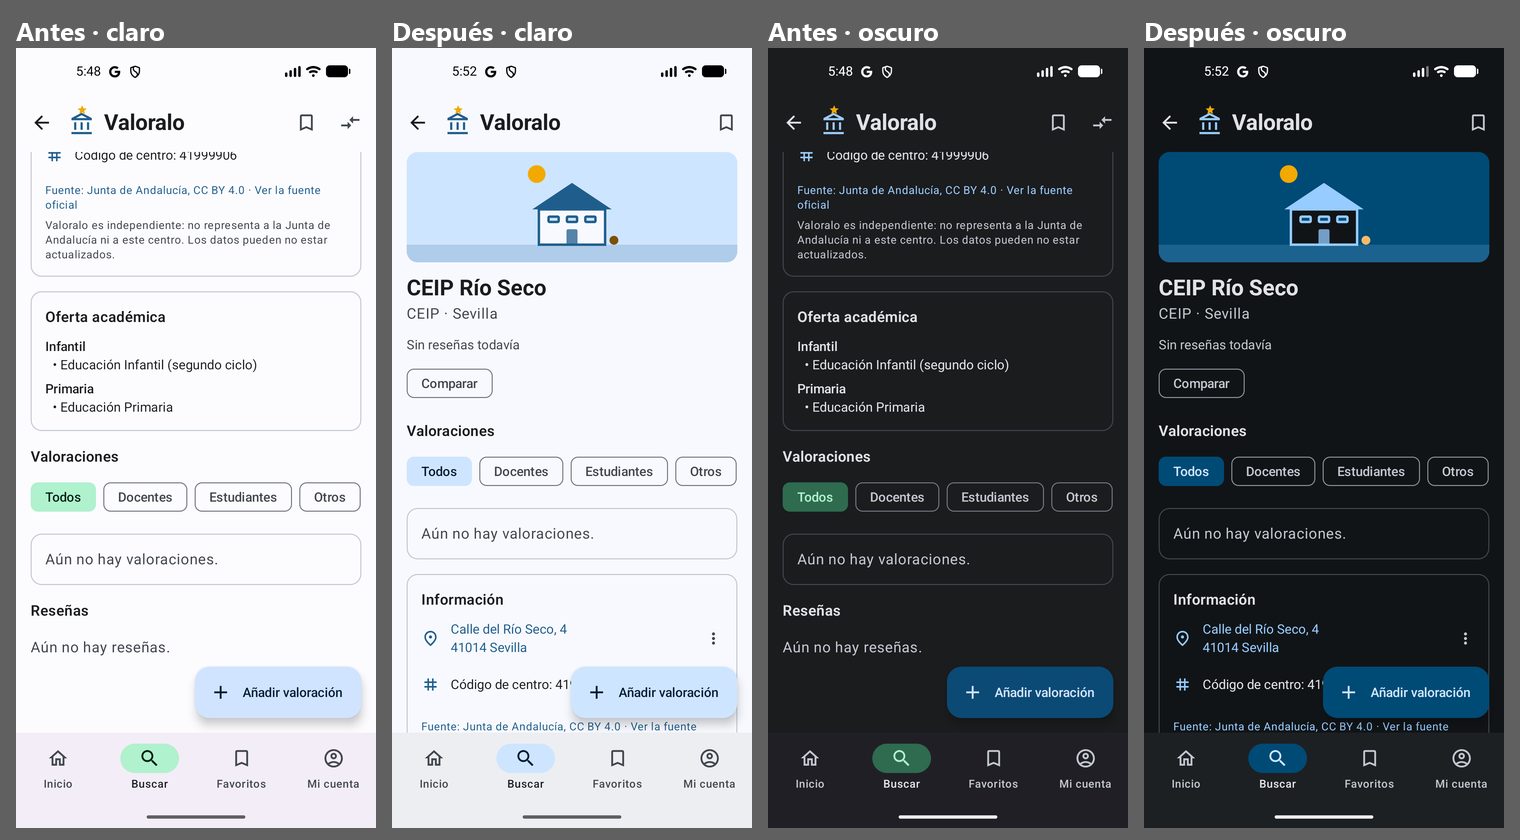 Antes · claro
5:48
Valoralo
Código de centro: 41999906
Fuente: Junta de Andalucía, CC BY 4.0 · Ver la fuente
oficial
Valoralo es independiente: no representa a la Junta de
Andalucía ni a este centro. Los datos pueden no estar
actualizados.
Oferta académica
Infantil
• Educación Infantil (segundo ciclo)
Primaria
• Educación Primaria
Valoraciones
Todos Docentes Estudiantes Otros
Aún no hay valoraciones.
Reseñas
Aún no hay reseñas.
+ Añadir valoración
Inicio Buscar Favoritos Mi cuenta
Después · claro
5:52
Valoralo
CEIP Río Seco
CEIP · Sevilla
Sin reseñas todavía
Comparar
Valoraciones
Todos Docentes Estudiantes Otros
Aún no hay valoraciones.
Información
Calle del Río Seco, 4
41014 Sevilla
Código de centro: 41
+ Añadir valoración
Fuente: Junta de Andalucía, CC BY 4.0 · Ver la fuente
Inicio Buscar Favoritos Mi cuenta
Antes · oscuro
5:48
Valoralo
Código de centro: 41999906
Fuente: Junta de Andalucía, CC BY 4.0 · Ver la fuente
oficial
Valoralo es independiente: no representa a la Junta de
Andalucía ni a este centro. Los datos pueden no estar
actualizados.
Oferta académica
Infantil
• Educación Infantil (segundo ciclo)
Primaria
• Educación Primaria
Valoraciones
Todos Docentes Estudiantes Otros
Aún no hay valoraciones.
Reseñas
Aún no hay reseñas.
+ Añadir valoración
Inicio Buscar Favoritos Mi cuenta
Después · oscuro
5:52
Valoralo
CEIP Río Seco
CEIP · Sevilla
Sin reseñas todavía
Comparar
Valoraciones
Todos Docentes Estudiantes Otros
Aún no hay valoraciones.
Información
Calle del Río Seco, 4
41014 Sevilla
Código de centro: 41
+ Añadir valoración
Fuente: Junta de Andalucía, CC BY 4.0 · Ver la fuente
Inicio Buscar Favoritos Mi cuenta